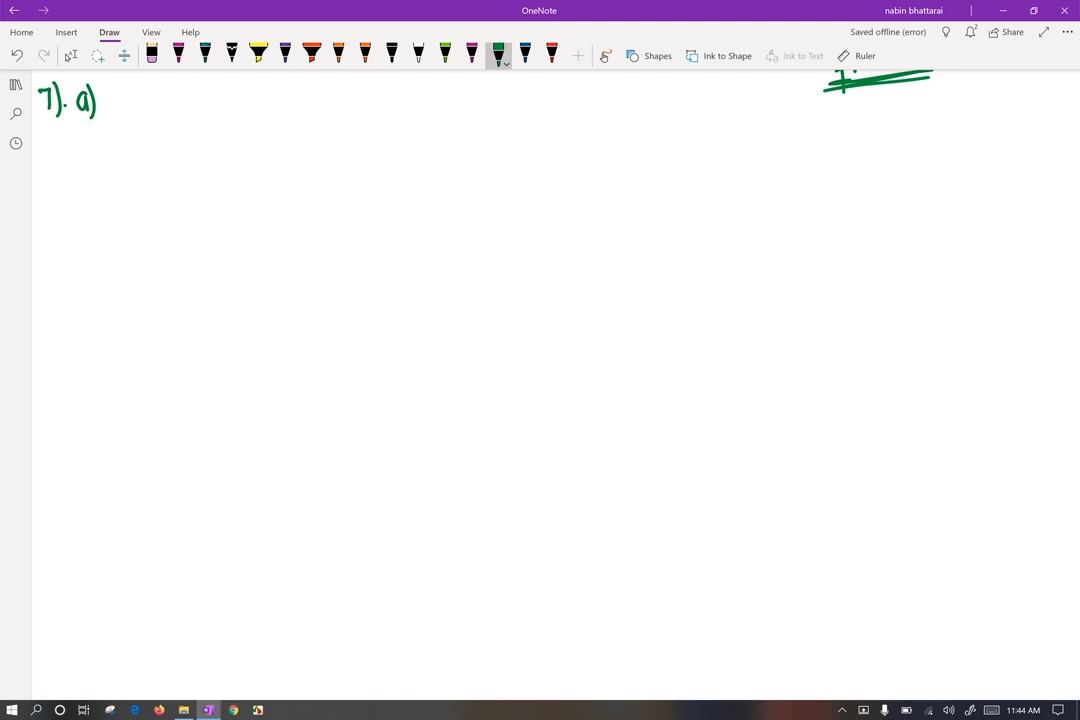 OneNote
nabin bhattarai
Home Insert Draw View Help
Saved offline (error)
Share
Shapes
Ink to Shape
Ink to Text
Ruler
7). a)
11:44 AM